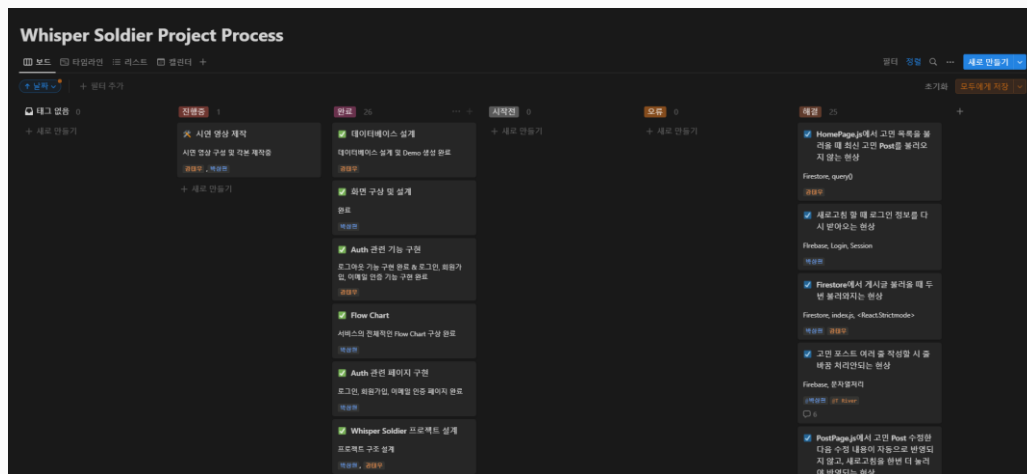 Whisper Soldier Project Process
보드 타임라인 리스트 캘린더 +
필터 정렬 새로 만들기
날짜 + 필터 추가
초기화 모두에게 저장
태그 없음 0
+ 새로 만들기
진행중 1
시연 영상 제작
시연 영상 구성 및 각본 제작중
+ 새로 만들기
완료 26
데이터베이스 설계
데이터베이스 설계 및 Demo 생성 완료
화면 구상 및 설계
완료
Auth 관련 기능 구현
로그아웃 기능 구현 완료 & 로그인, 회원가
입, 이메일 인증 기능 구현 완료
Flow Chart
서비스의 전체적인 Flow Chart 구상 완료
Auth 관련 페이지 구현
로그인, 회원가입, 이메일 인증 페이지 완료
Whisper Soldier 프로젝트 설계
프로젝트 구조 설계
시작전 0
+ 새로 만들기
오류 0
+ 새로 만들기
해결 25
HomePage.js에서 고민 목록을 불
러올 때 최신 고민 Post를 불러오
지 않는 현상
Firestore, query()
새로고침 할 때 로그인 정보를 다
시 받아오는 현상
Firebase, Login, Session
Firestore에서 게시글 불러올 때 두
번 불러와지는 현상
Firestore, index.js, <React.Strictmode>
고민 포스트 여러 줄 작성할 시 줄
바꿈 처리안되는 현상
Firebase, 문자열처리
6
PostPage.js에서 고민 Post 수정한
다음 수정 내용이 자동으로 반영되
지 않고, 새로고침을 한번 더 눌러
야 반영되는 현상